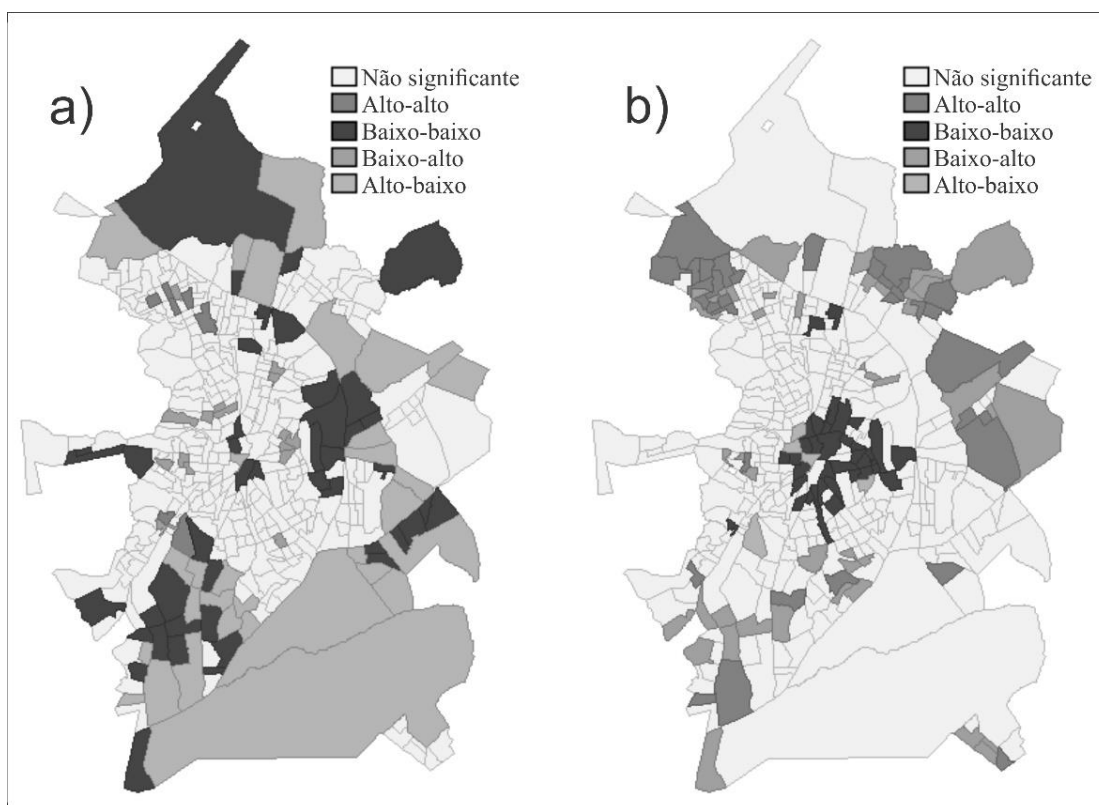 a)
Não significante
Alto-alto
Baixo-baixo
Baixo-alto
Alto-baixo
b)
Não significante
Alto-alto
Baixo-baixo
Baixo-alto
Alto-baixo